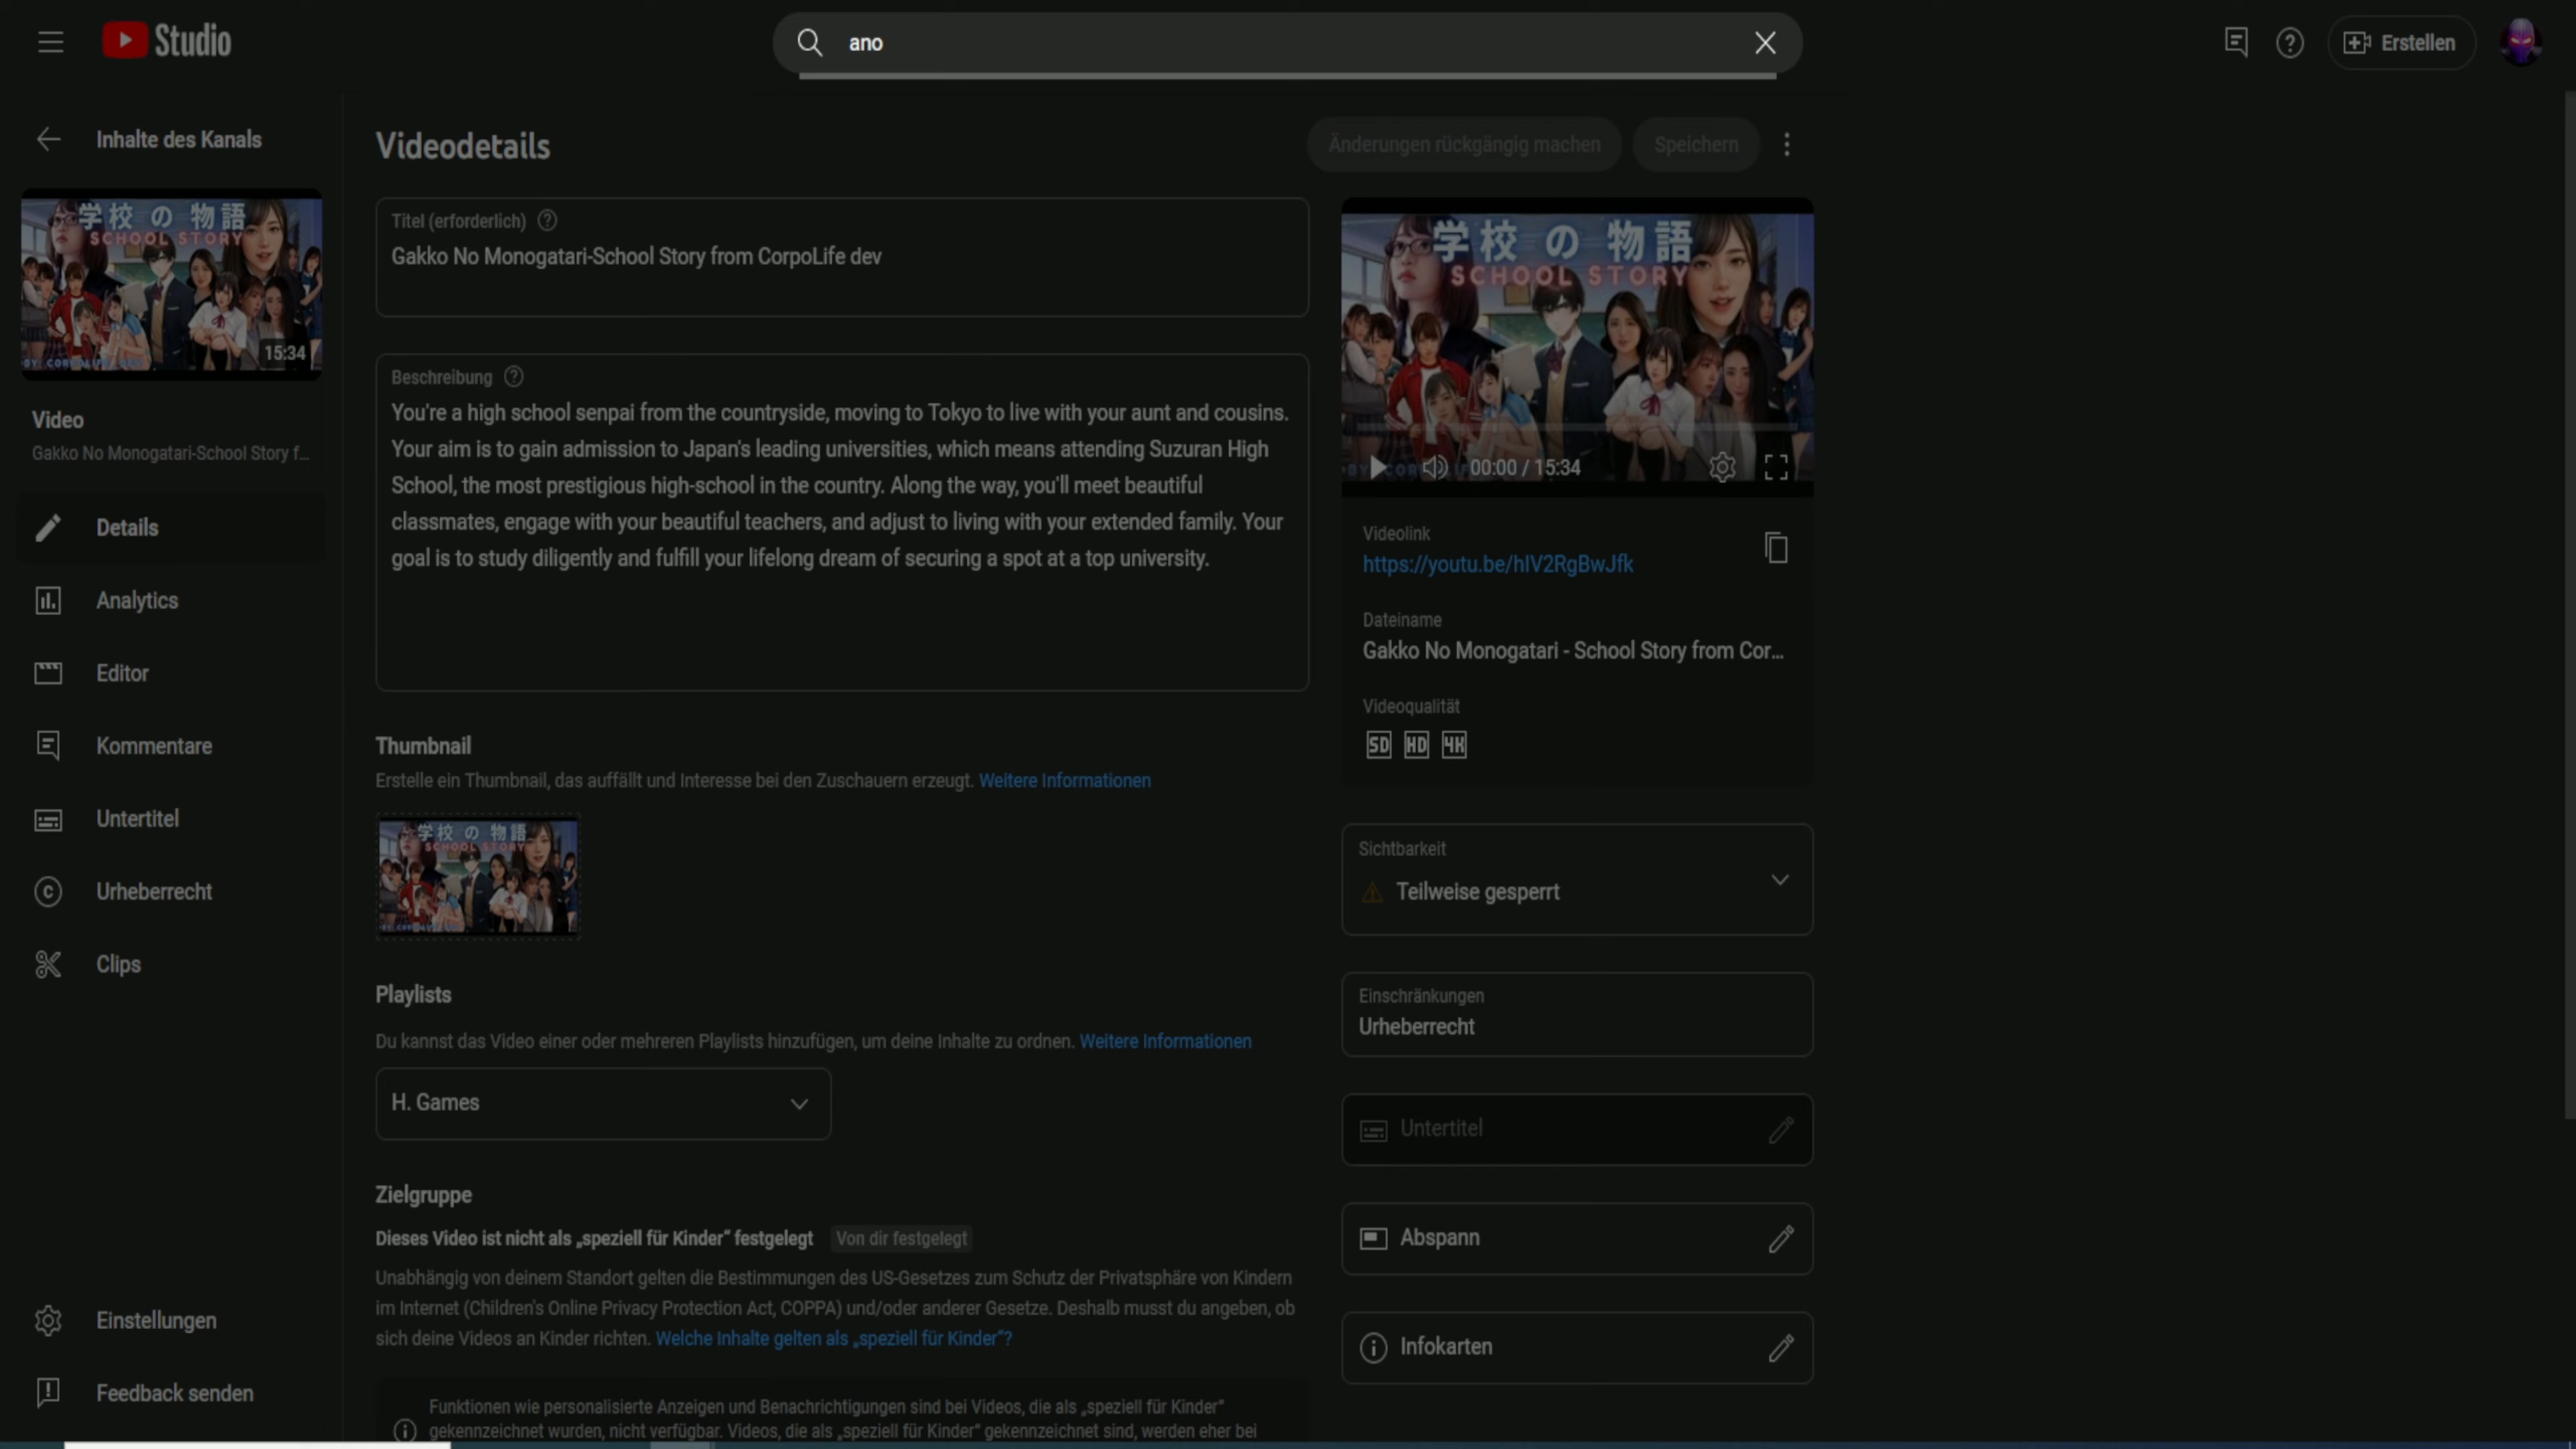 Studio
ano
Erstellen
Inhalte des Kanals
学校 の 物語
SCHOOL STORY
15:34
Video
Gakko No Monogatari-School Story f...
Details
Analytics
Editor
Kommentare
Untertitel
Urheberrecht
Clips
Einstellungen
Feedback senden
Videodetails
Änderungen rückgängig machen
Speichern
Titel (erforderlich)
Gakko No Monogatari-School Story from CorpoLife dev
Beschreibung
You're a high school senpai from the countryside, moving to Tokyo to live with your aunt and cousins.
Your aim is to gain admission to Japan's leading universities, which means attending Suzuran High
School, the most prestigious high-school in the country. Along the way, you'll meet beautiful
classmates, engage with your beautiful teachers, and adjust to living with your extended family. Your
goal is to study diligently and fulfill your lifelong dream of securing a spot at a top university.
Thumbnail
Erstelle ein Thumbnail, das auffällt und Interesse bei den Zuschauern erzeugt. Weitere Informationen
学校 の 物語
SCHOOL STORY
Playlists
Du kannst das Video einer oder mehreren Playlists hinzufügen, um deine Inhalte zu ordnen. Weitere Informationen
H. Games
Zielgruppe
Dieses Video ist nicht als „speziell für Kinder“ festgelegt Von dir festgelegt
Unabhängig von deinem Standort gelten die Bestimmungen des US-Gesetzes zum Schutz der Privatsphäre von Kindern
im Internet (Children's Online Privacy Protection Act, COPPA) und/oder anderer Gesetze. Deshalb musst du angeben, ob
sich deine Videos an Kinder richten. Welche Inhalte gelten als „speziell für Kinder“?
Funktionen wie personalisierte Anzeigen und Benachrichtigungen sind bei Videos, die als „speziell für Kinder“
gekennzeichnet wurden, nicht verfügbar. Videos, die als „speziell für Kinder“ gekennzeichnet sind, werden eher bei
学校 の 物語
SCHOOL STORY
00:00 / 15:34
Videolink
https://youtu.be/hIV2RgBwJfk
Dateiname
Gakko No Monogatari - School Story from Cor...
Videoqualität
SD HD 4K
Sichtbarkeit
Teilweise gesperrt
Einschränkungen
Urheberrecht
Untertitel
Abspann
Infokarten